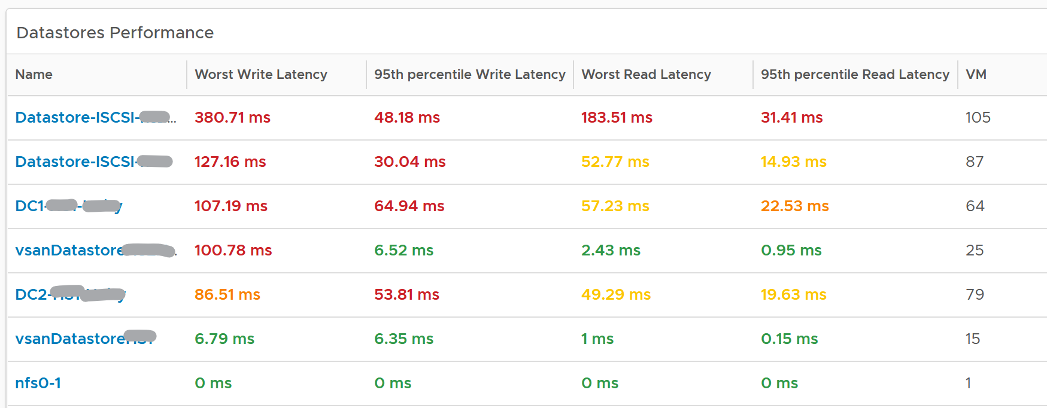 Datastores Performance
Name Worst Write Latency 95th percentile Write Latency Worst Read Latency 95th percentile Read Latency VM
Datastore-ISCSI- ... 380.71 ms 48.18 ms 183.51 ms 31.41 ms 105
Datastore-ISCSI- 127.16 ms 30.04 ms 52.77 ms 14.93 ms 87
DC1- 107.19 ms 64.94 ms 57.23 ms 22.53 ms 64
vsanDatastore 100.78 ms 6.52 ms 2.43 ms 0.95 ms 25
DC2- 86.51 ms 53.81 ms 49.29 ms 19.63 ms 79
vsanDatastore 6.79 ms 6.35 ms 1 ms 0.15 ms 15
nfs0-1 0 ms 0 ms 0 ms 0 ms 1